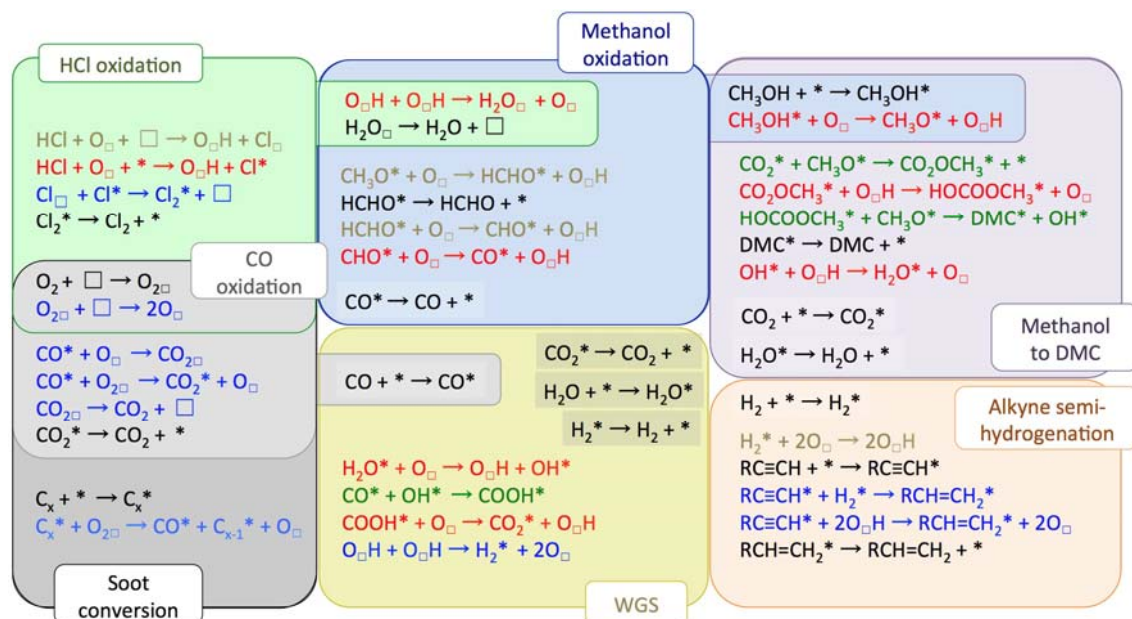 HCl oxidation
HCl + O□ + □ → O□H + Cl□
HCl + O□ + * → O□H + Cl*
Cl□ + Cl* → Cl₂* + □
Cl₂* → Cl₂ + *
CO oxidation
O₂ + □ → O₂□
O₂□ + □ → 2O□
CO* + O□ → CO₂□
CO* + O₂□ → CO₂* + O□
CO₂□ → CO₂ + □
CO₂* → CO₂ + *
Cₓ + * → Cₓ*
Cₓ* + O₂□ → CO* + Cₓ₋₁* + O□
Soot
conversion
Methanol
oxidation
O□H + O□H → H₂O□ + O□
H₂O□ → H₂O + □
CH₃O* + O□ → HCHO* + O□H
HCHO* → HCHO + *
HCHO* + O□ → CHO* + O□H
CHO* + O□ → CO* + O□H
CO* → CO + *
CO + * → CO*
CO₂* → CO₂ + *
H₂O + * → H₂O*
H₂* → H₂ + *
H₂O* + O□ → O□H + OH*
CO* + OH* → COOH*
COOH* + O□ → CO₂* + O□H
O□H + O□H → H₂* + 2O□
WGS
CH₃OH + * → CH₃OH*
CH₃OH* + O□ → CH₃O* + O□H
CO₂* + CH₃O* → CO₂OCH₃* + *
CO₂OCH₃* + O□H → HOCOOCH₃* + O□
HOCOOCH₃* + CH₃O* → DMC* + OH*
DMC* → DMC + *
OH* + O□H → H₂O* + O□
CO₂ + * → CO₂*
H₂O* → H₂O + *
Methanol
to DMC
H₂ + * → H₂*
Alkyne semi-
hydrogenation
H₂* + 2O□ → 2O□H
RC≡CH + * → RC≡CH*
RC≡CH* + H₂* → RCH=CH₂*
RC≡CH* + 2O□H → RCH=CH₂* + 2O□
RCH=CH₂* → RCH=CH₂ + *